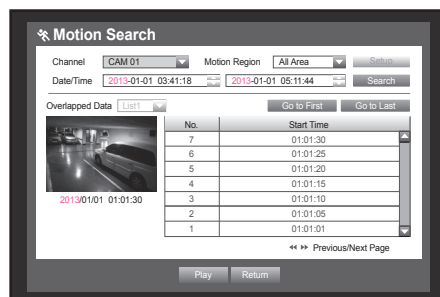 Motion Search
Channel CAM 01 Motion Region All Area Setup
Date/Time 2013-01-01 03:41:18 2013-01-01 05:11:44 Search
Overlapped Data List1 Go to First Go to Last
No. Start Time
7 01:01:30
6 01:01:25
5 01:01:20
4 01:01:15
3 01:01:10
2 01:01:05
1 01:01:01
2013/01/01 01:01:30
Previous/Next Page
Play Return